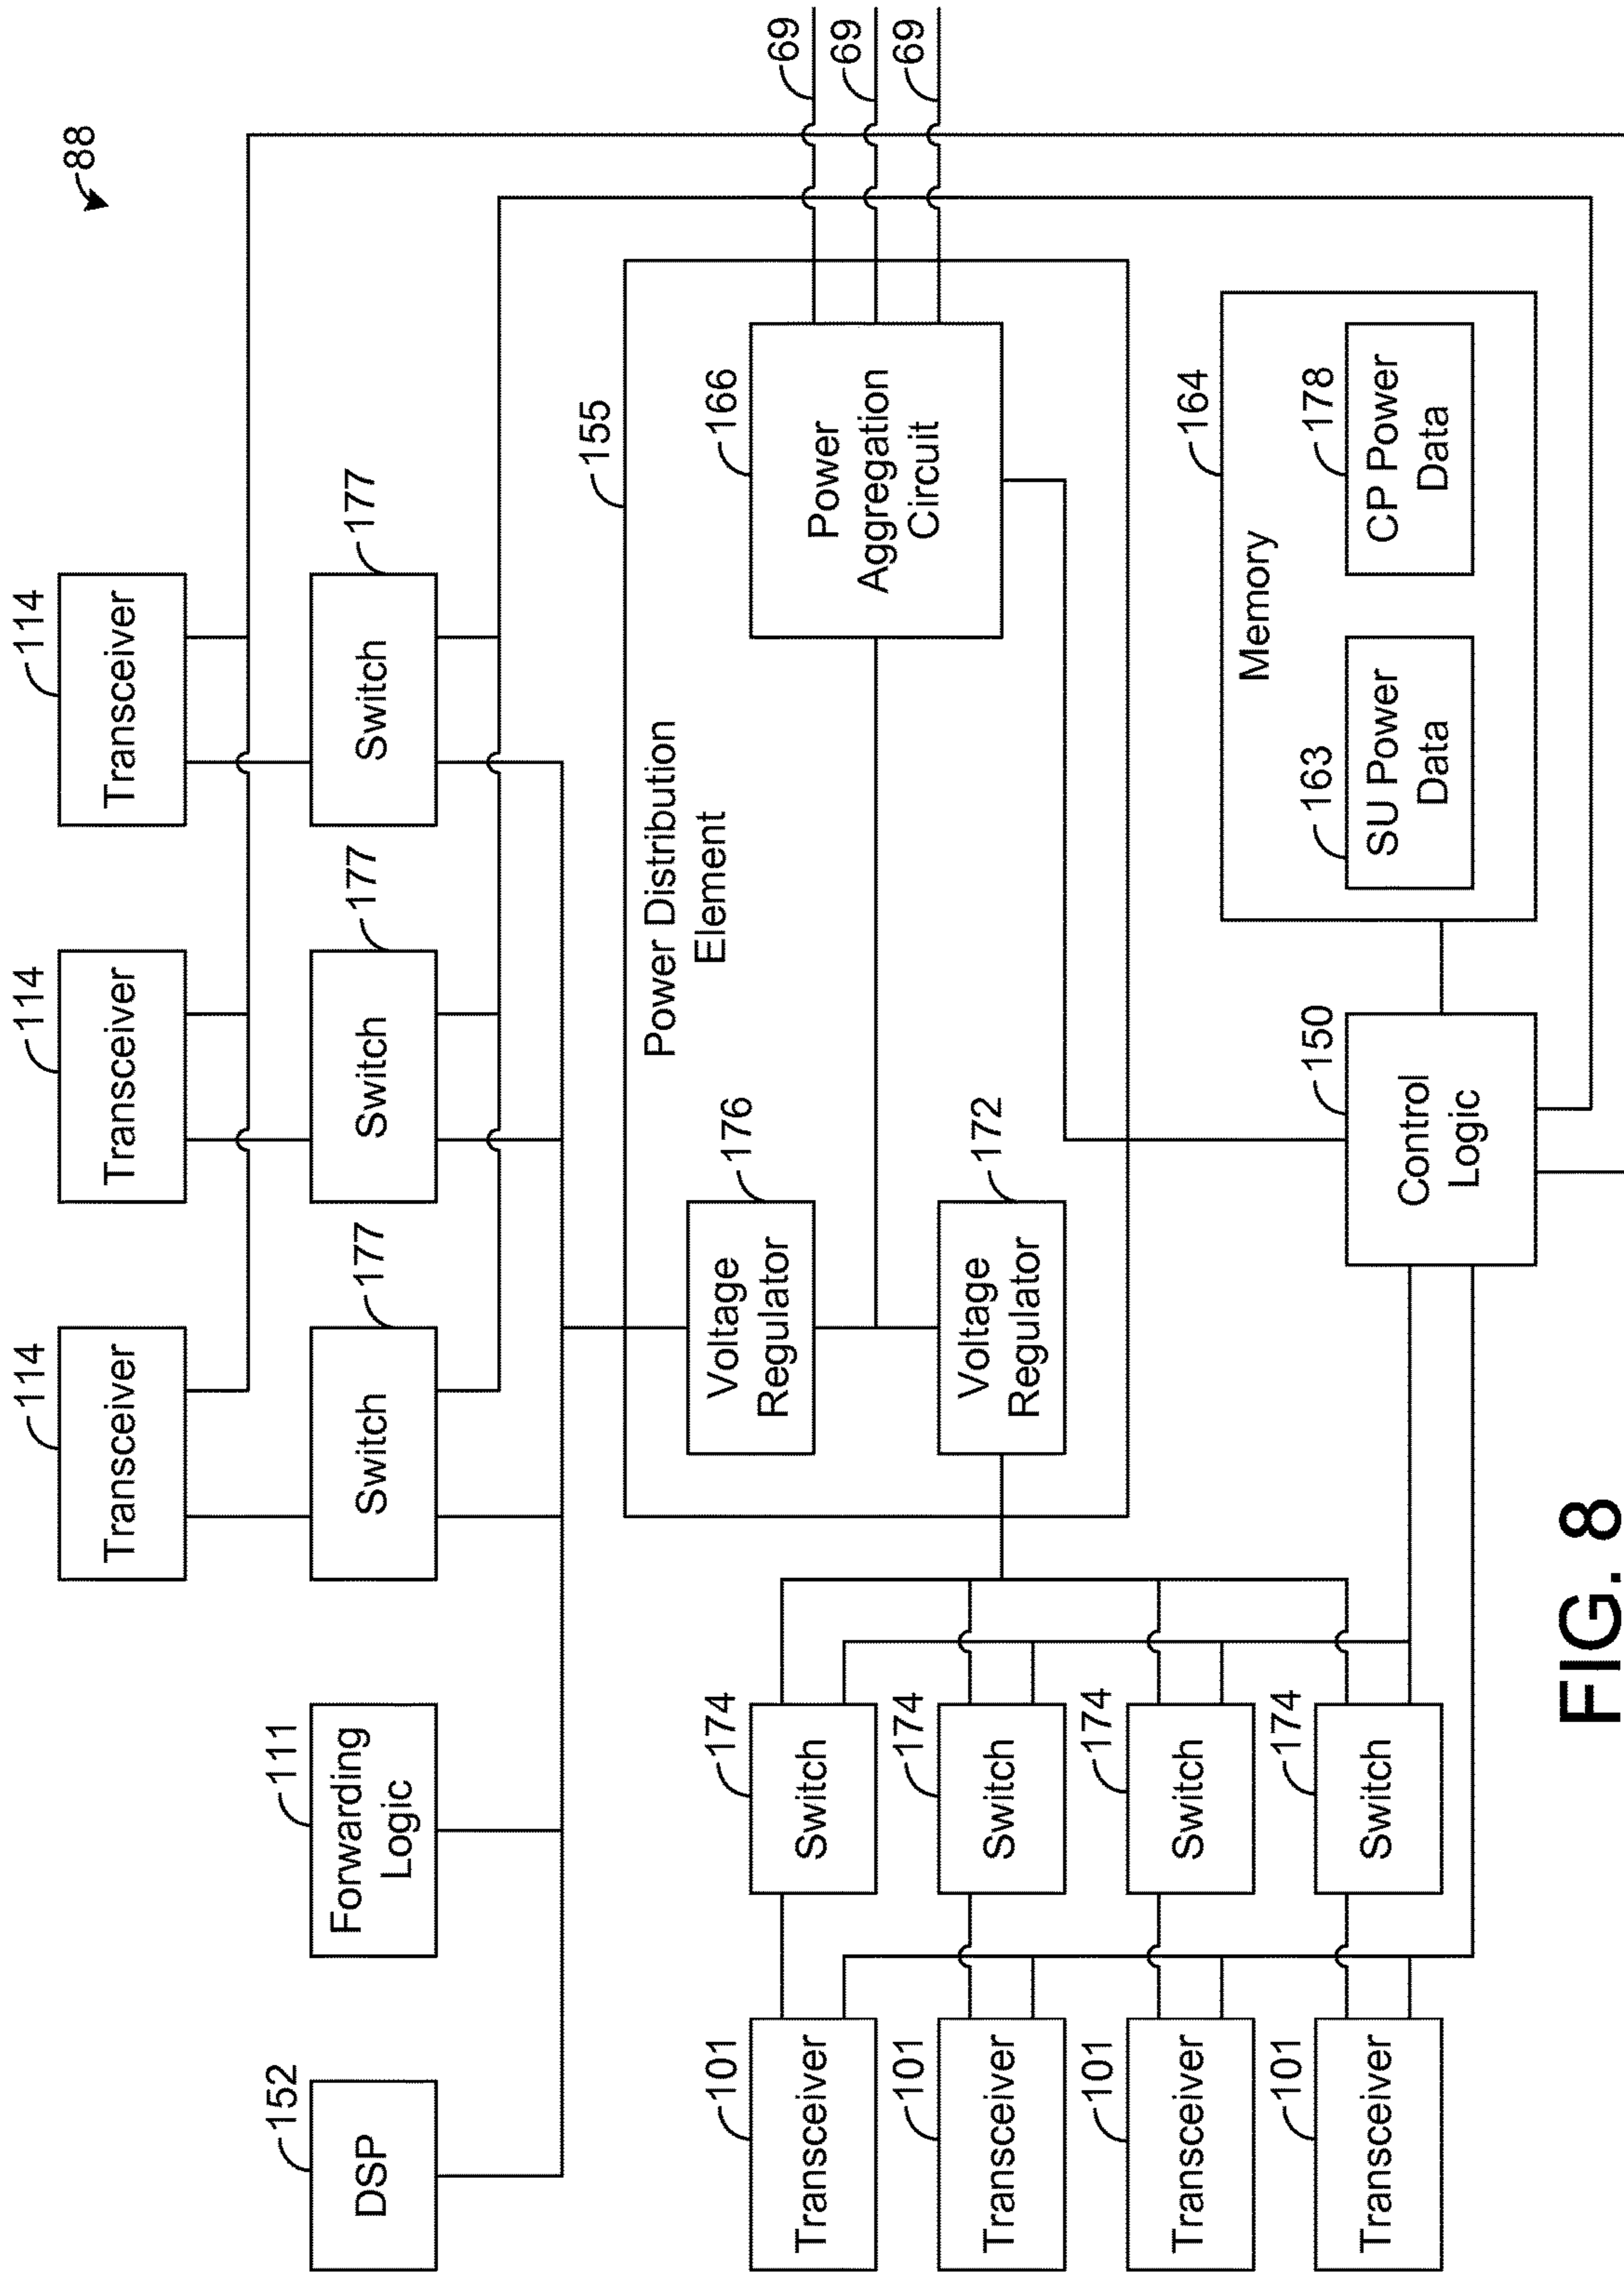 88
114
Transceiver
114
Transceiver
114
Transceiver
152
DSP
111
Forwarding
Logic
177
Switch
177
Switch
177
Switch
155
Power Distribution
Element
69
69
69
176
Voltage
Regulator
166
Power
Aggregation
Circuit
172
Voltage
Regulator
101
Transceiver
174
Switch
101
Transceiver
174
Switch
101
Transceiver
174
Switch
101
Transceiver
174
Switch
150
Control
Logic
164
Memory
163
SU Power
Data
178
CP Power
Data
FIG. 8